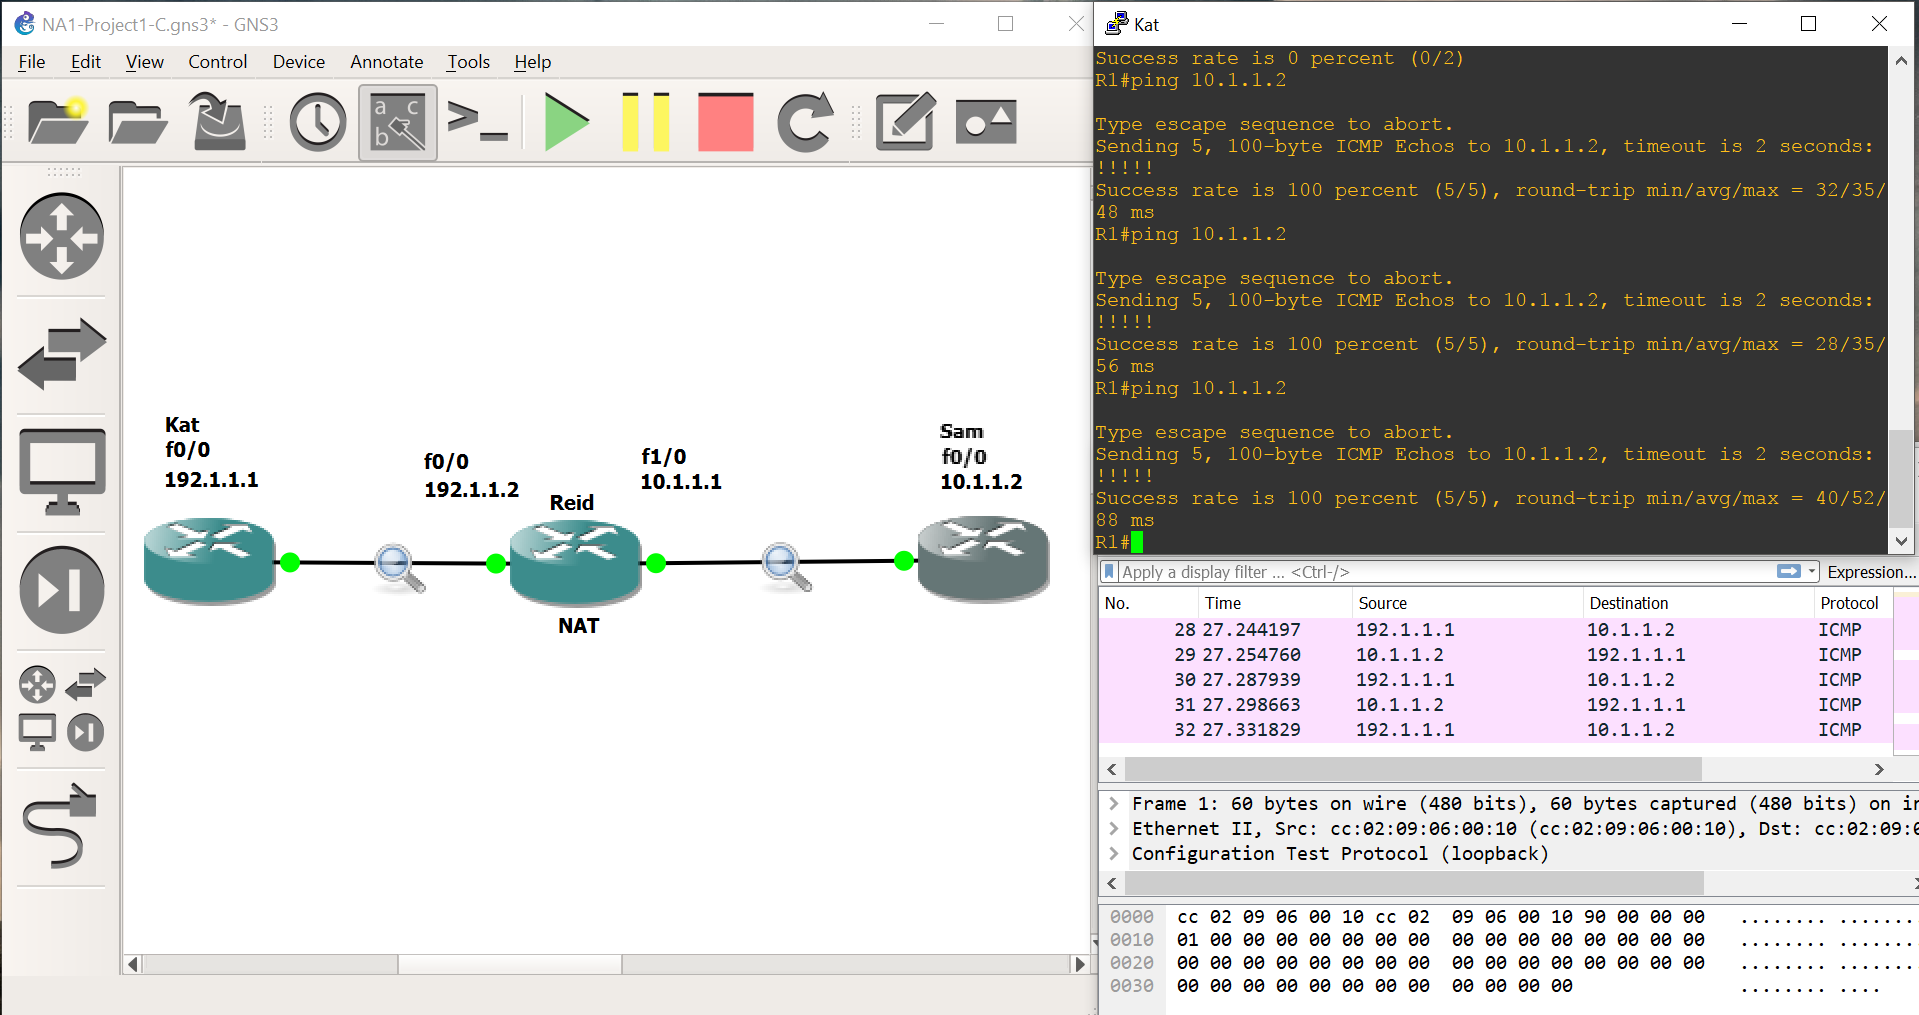 NA1-Project1-C.gns3* - GNS3
File Edit View Control Device Annotate Tools Help
a c
b
Kat
f0/0
192.1.1.1
f0/0
192.1.1.2
Reid
NAT
f1/0
10.1.1.1
Sam
f0/0
10.1.1.2
Kat
Success rate is 0 percent (0/2)
R1#ping 10.1.1.2
Type escape sequence to abort.
Sending 5, 100-byte ICMP Echos to 10.1.1.2, timeout is 2 seconds:
!!!!!
Success rate is 100 percent (5/5), round-trip min/avg/max = 32/35/
48 ms
R1#ping 10.1.1.2
Type escape sequence to abort.
Sending 5, 100-byte ICMP Echos to 10.1.1.2, timeout is 2 seconds:
!!!!!
Success rate is 100 percent (5/5), round-trip min/avg/max = 28/35/
56 ms
R1#ping 10.1.1.2
Type escape sequence to abort.
Sending 5, 100-byte ICMP Echos to 10.1.1.2, timeout is 2 seconds:
!!!!!
Success rate is 100 percent (5/5), round-trip min/avg/max = 40/52/
88 ms
R1#
Apply a display filter ... <Ctrl-/> Expression...
No. Time Source Destination Protocol
28 27.244197 192.1.1.1 10.1.1.2 ICMP
29 27.254760 10.1.1.2 192.1.1.1 ICMP
30 27.287939 192.1.1.1 10.1.1.2 ICMP
31 27.298663 10.1.1.2 192.1.1.1 ICMP
32 27.331829 192.1.1.1 10.1.1.2 ICMP
Frame 1: 60 bytes on wire (480 bits), 60 bytes captured (480 bits) on
Ethernet II, Src: cc:02:09:06:00:10 (cc:02:09:06:00:10), Dst: cc:02:09:
Configuration Test Protocol (loopback)
0000 cc 02 09 06 00 10 cc 02 09 06 00 10 90 00 00 00 ........ .......
0010 01 00 00 00 00 00 00 00 00 00 00 00 00 00 00 00 ........ .......
0020 00 00 00 00 00 00 00 00 00 00 00 00 00 00 00 00 ........ .......
0030 00 00 00 00 00 00 00 00 00 00 00 00 ........ ....